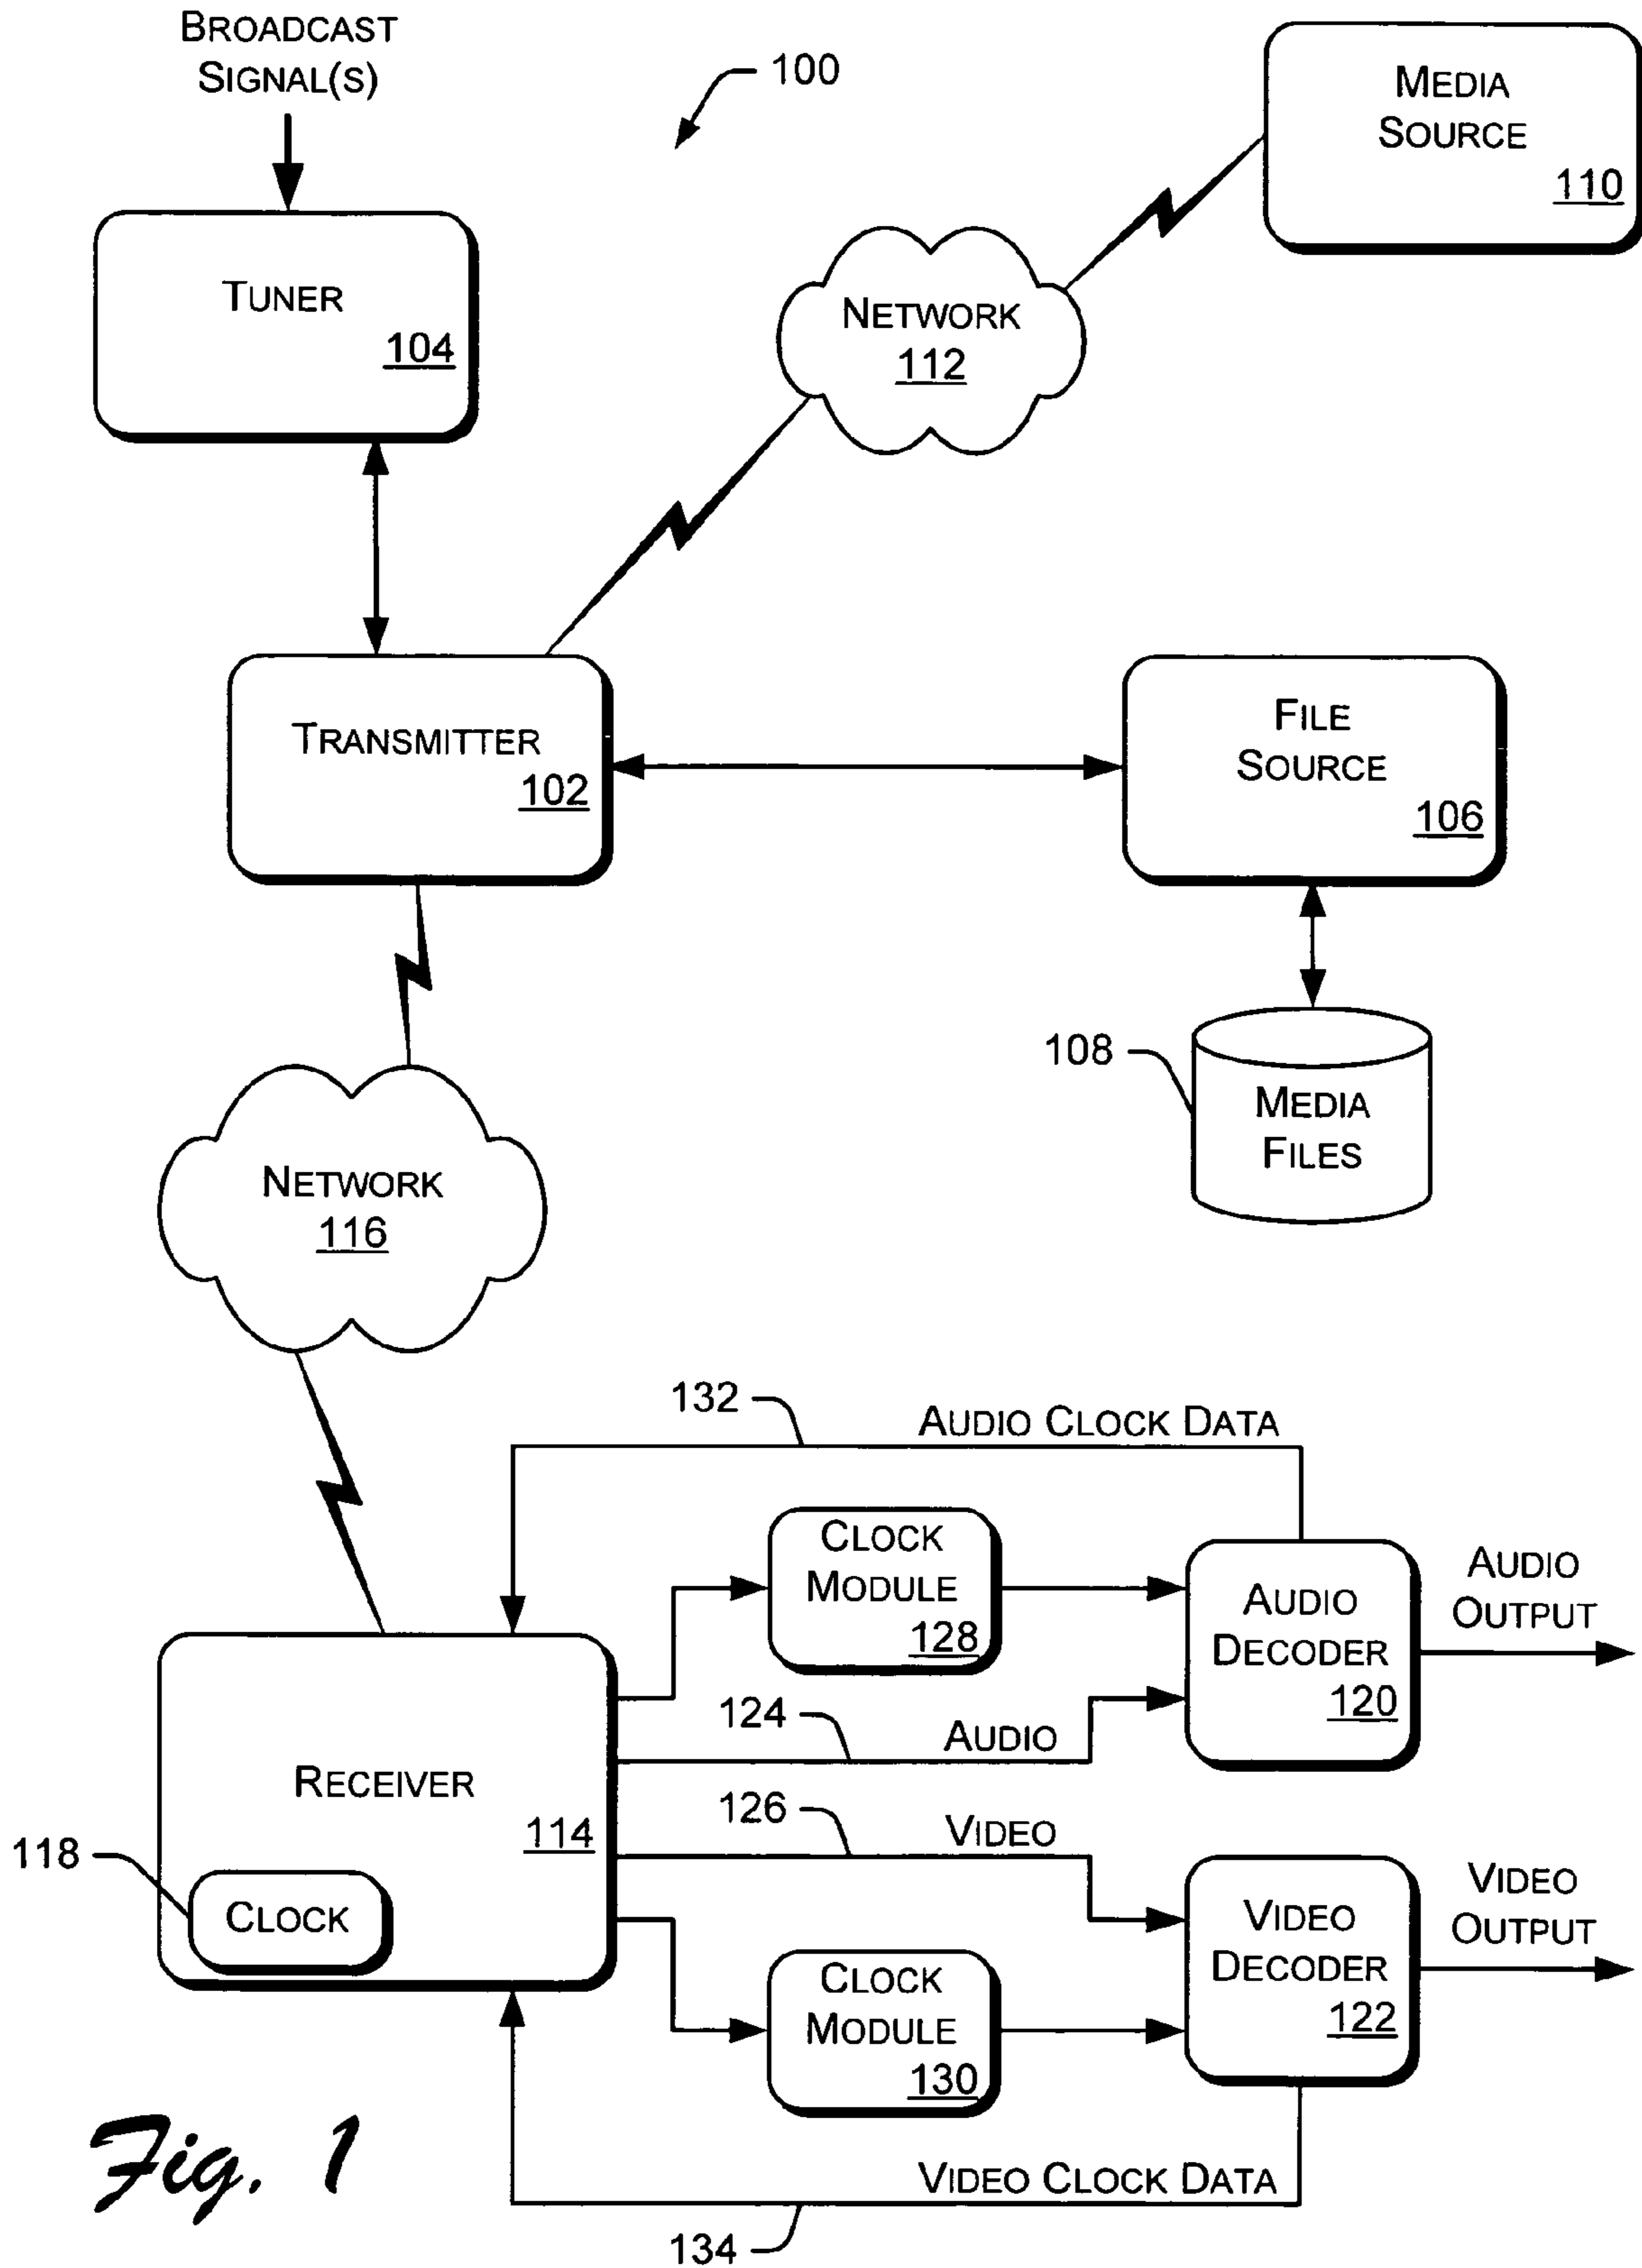 BROADCAST
SIGNAL(S)
100
MEDIA
SOURCE
110
TUNER
104
NETWORK
112
TRANSMITTER
102
FILE
SOURCE
106
108
MEDIA
FILES
NETWORK
116
132
AUDIO CLOCK DATA
CLOCK
MODULE
128
AUDIO
DECODER
120
AUDIO
OUTPUT
124
AUDIO
RECEIVER
114
126
VIDEO
118
CLOCK
VIDEO
DECODER
122
VIDEO
OUTPUT
CLOCK
MODULE
130
VIDEO CLOCK DATA
134
Fig. 1